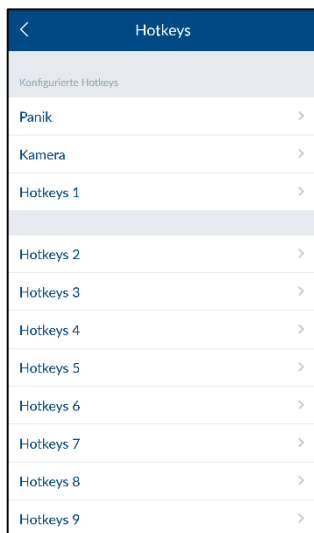 Hotkeys
Konfigurierte Hotkeys
Panik
Kamera
Hotkeys 1
Hotkeys 2
Hotkeys 3
Hotkeys 4
Hotkeys 5
Hotkeys 6
Hotkeys 7
Hotkeys 8
Hotkeys 9